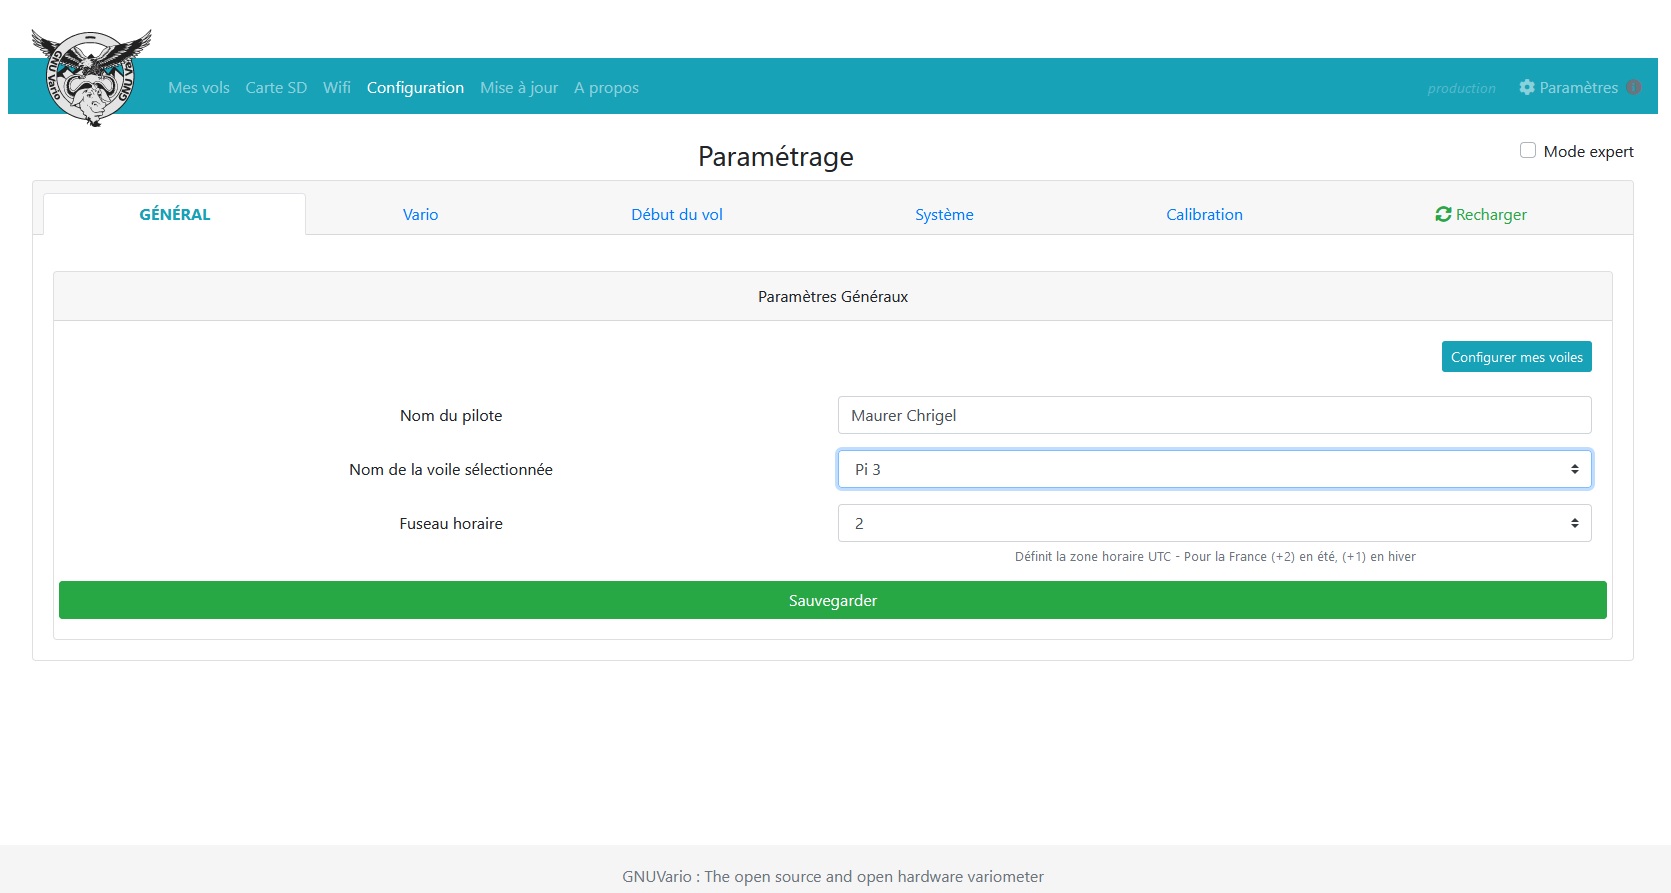 GNU Vario GNU Vario
Mes vols Carte SD Wifi Configuration Mise à jour A propos production Paramètres
Paramétrage
Mode expert
GÉNÉRAL Vario Début du vol Système Calibration Recharger
Paramètres Généraux
Configurer mes voiles
Nom du pilote Maurer Chrigel
Nom de la voile sélectionnée Pi 3
Fuseau horaire 2
Définit la zone horaire UTC - Pour la France (+2) en été, (+1) en hiver
Sauvegarder
GNUVario : The open source and open hardware variometer